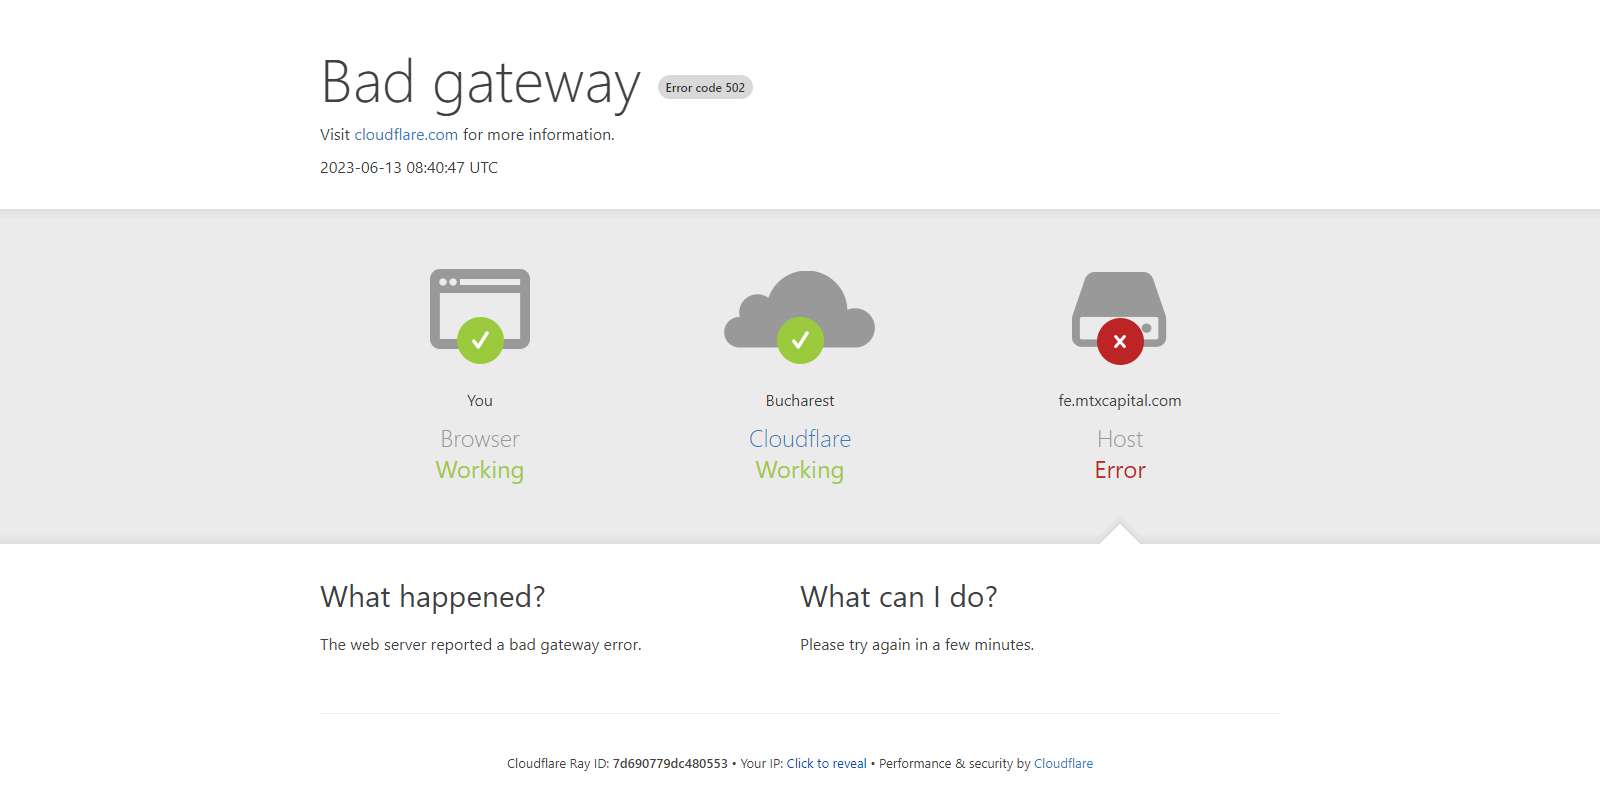 Bad gateway Error code 502
Visit cloudflare.com for more information.
2023-06-13 08:40:47 UTC
You
Browser
Working
Bucharest
Cloudflare
Working
fe.mtxcapital.com
Host
Error
What happened?
The web server reported a bad gateway error.
What can I do?
Please try again in a few minutes.
Cloudflare Ray ID: 7d690779dc480553 • Your IP: Click to reveal • Performance & security by Cloudflare